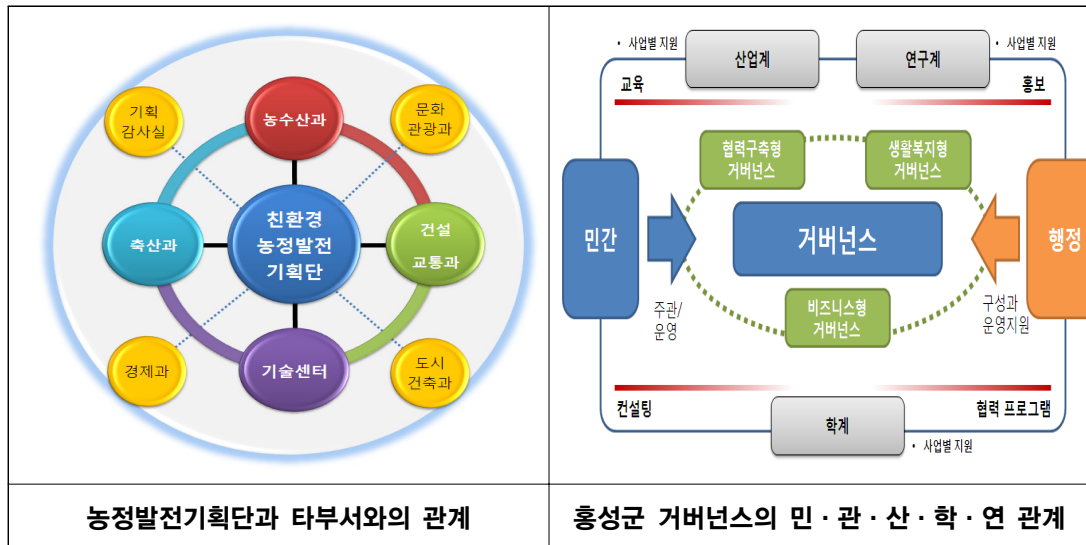 기획
감사실
농수산과
문화
관광과
축산과
친환경
농정발전
기획단
건설
교통과
경제과
기술센터
도시
건축과
농정발전기획단과 타부서와의 관계
• 사업별 지원
산업계
연구계
• 사업별 지원
교육
홍보
협력구축형
거버넌스
생활복지형
거버넌스
민간
거버넌스
행정
주관/
운영
비즈니스형
거버넌스
구성과
운영지원
컨설팅
협력 프로그램
학계
• 사업별 지원
홍성군 거버넌스의 민·관·산·학·연 관계